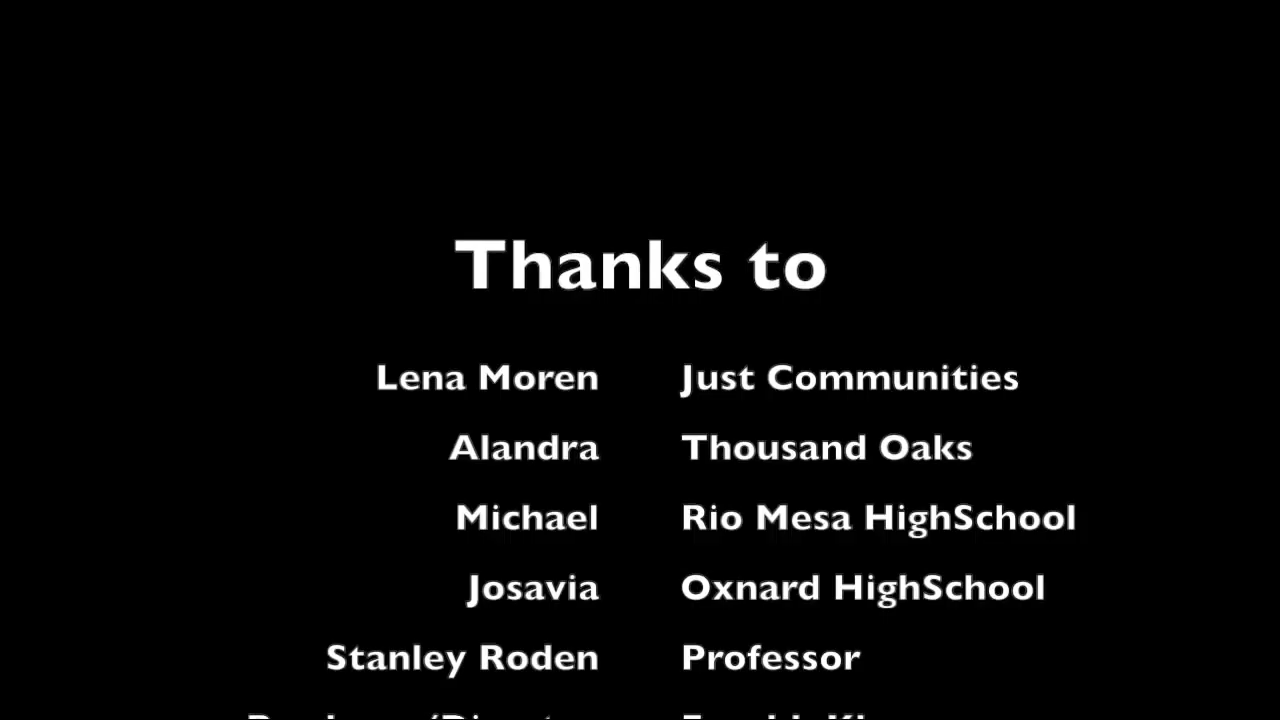 Thanks to
Lena Moren Just Communities
Alandra Thousand Oaks
Michael Rio Mesa HighSchool
Josavia Oxnard HighSchool
Stanley Roden Professor